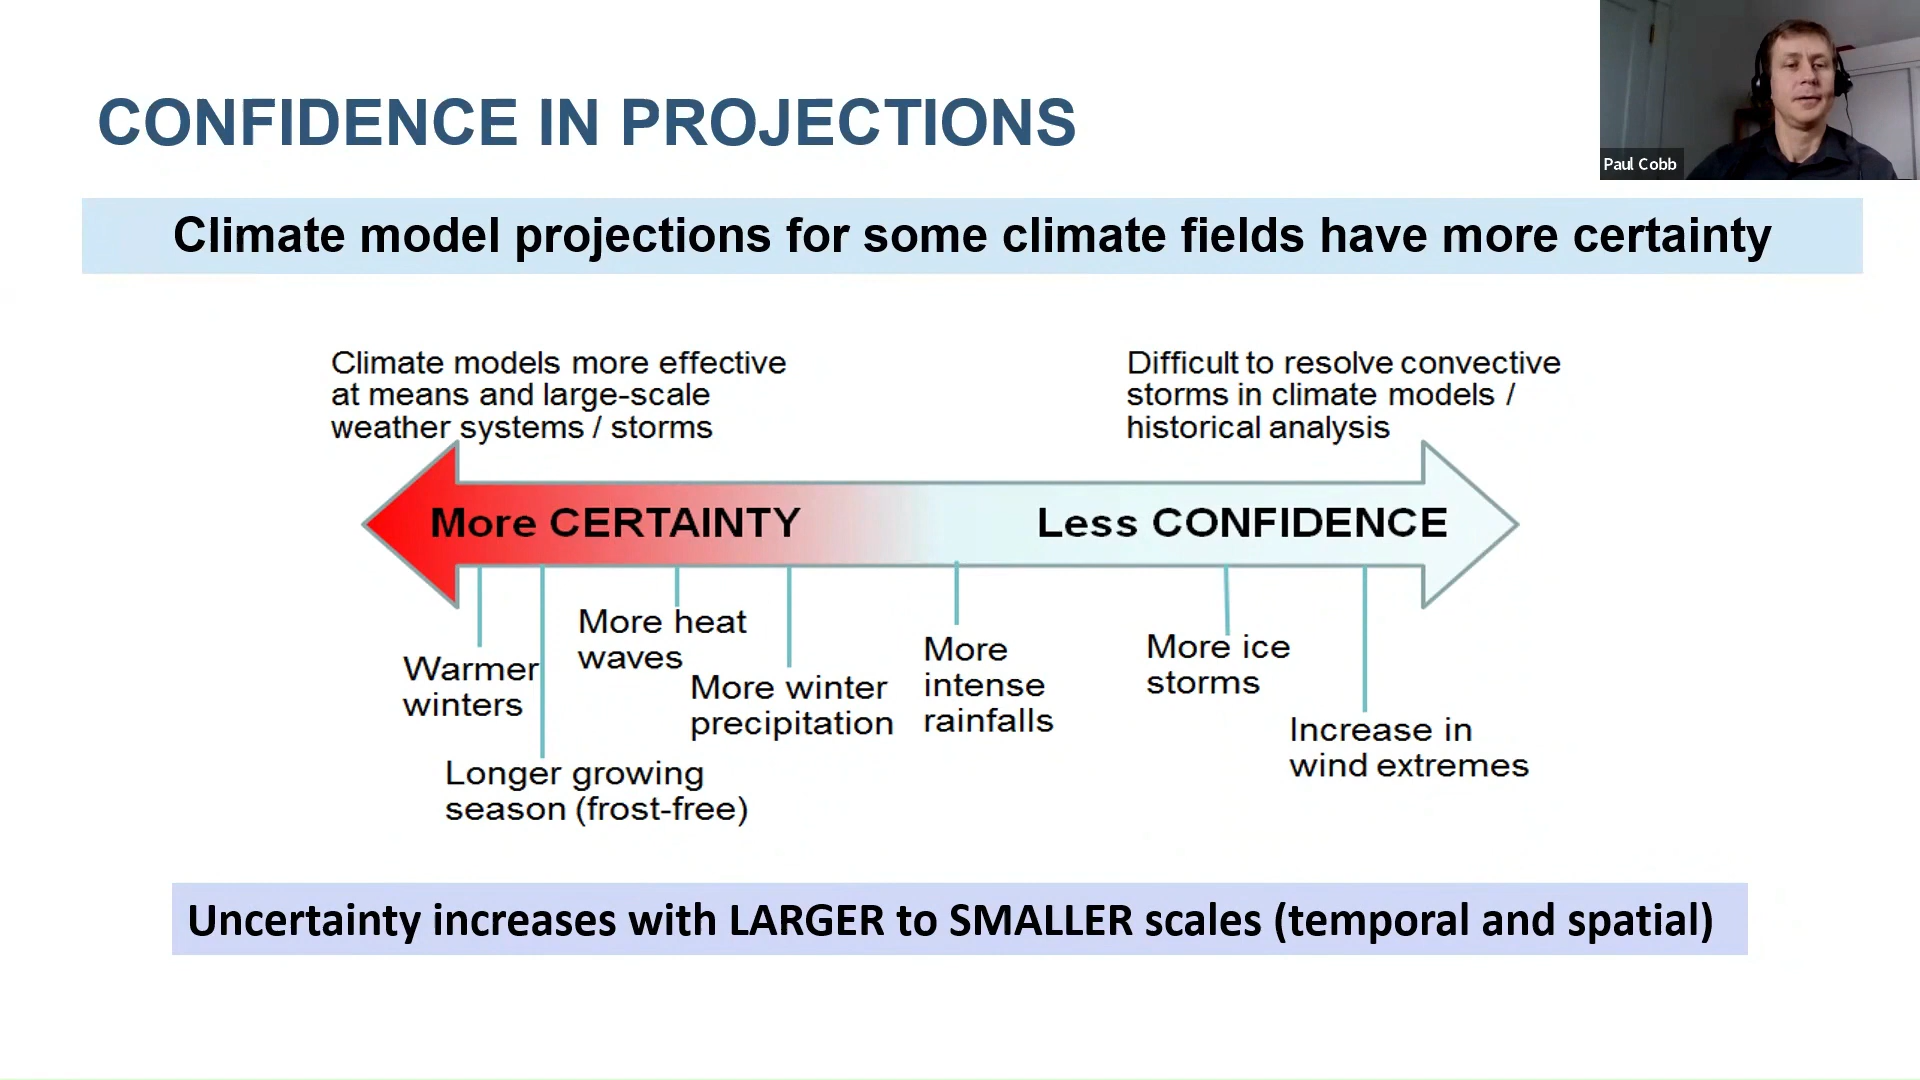 CONFIDENCE IN PROJECTIONS
Paul Cobb
Climate model projections for some climate fields have more certainty
Climate models more effective
at means and large-scale
weather systems / storms
Difficult to resolve convective
storms in climate models /
historical analysis
More CERTAINTY
Less CONFIDENCE
Warmer
winters
Longer growing
season (frost-free)
More heat
waves
More winter
precipitation
More
intense
rainfalls
More ice
storms
Increase in
wind extremes
Uncertainty increases with LARGER to SMALLER scales (temporal and spatial)